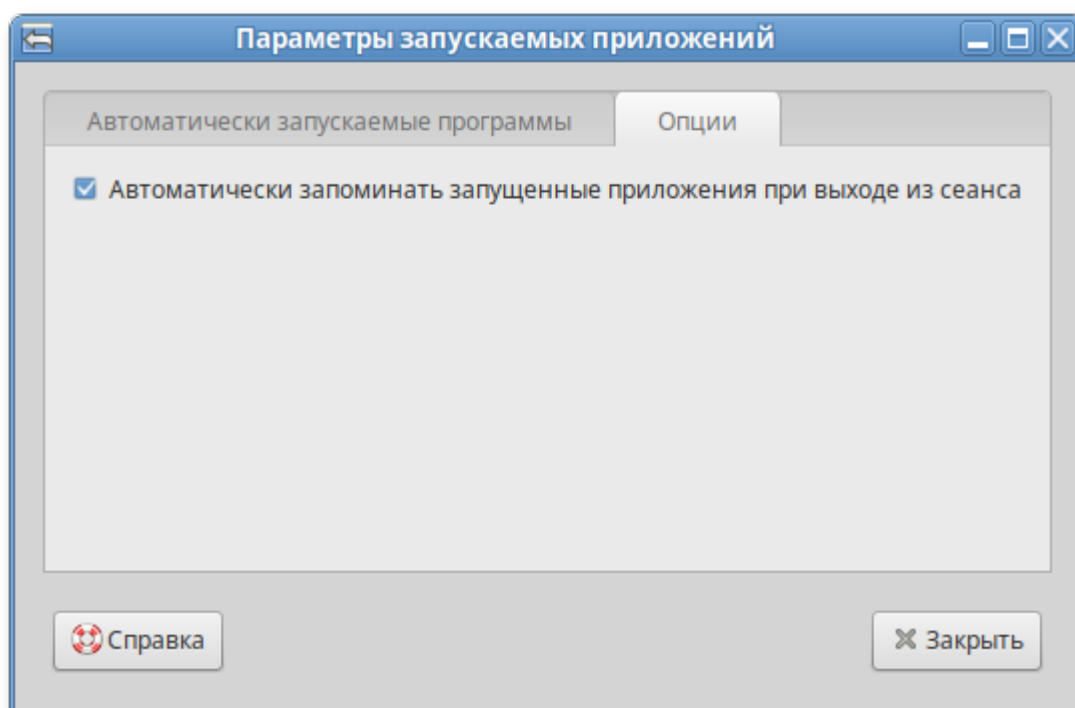 Параметры запускаемых приложений
Автоматически запускаемые программы
Опции
Автоматически запоминать запущенные приложения при выходе из сеанса
Справка
Закрыть